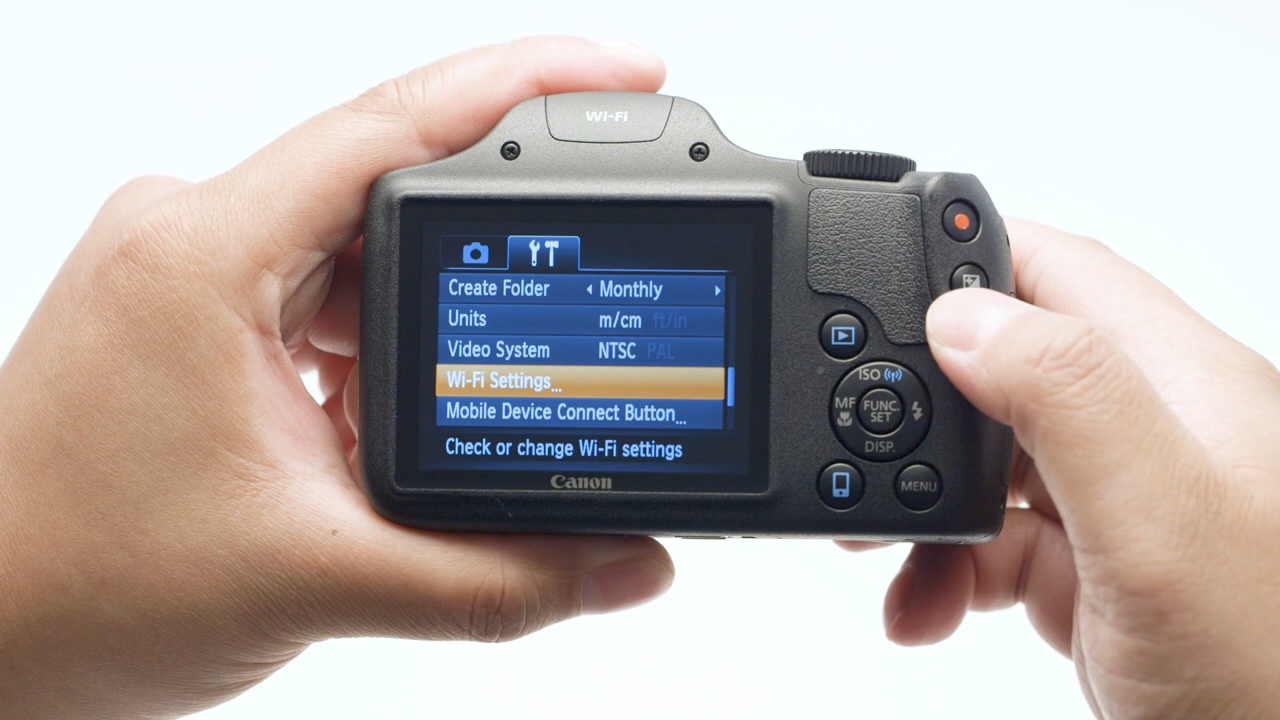 Wi-Fi
Create Folder Monthly
Units m/cm ft/in
Video System NTSC PAL
Wi-Fi Settings...
Mobile Device Connect Button...
Check or change Wi-Fi settings
Canon
ISO
MF
FUNC.
SET
DISP.
MENU